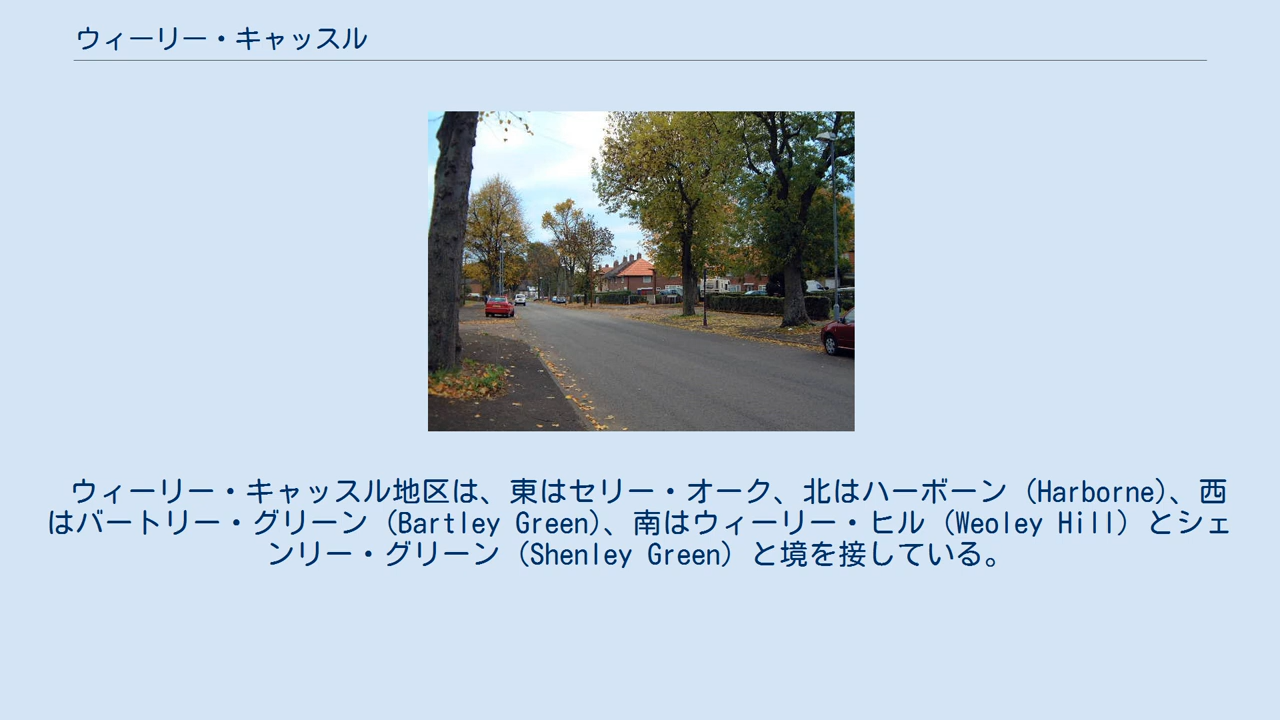 ウィーリー・キャッスル
ウィーリー・キャッスル地区は、東はセリー・オーク、北はハーボーン（Harborne）、西
はバートリー・グリーン（Bartley Green）、南はウィーリー・ヒル（Weoley Hill）とシェ
ンリー・グリーン（Shenley Green）と境を接している。